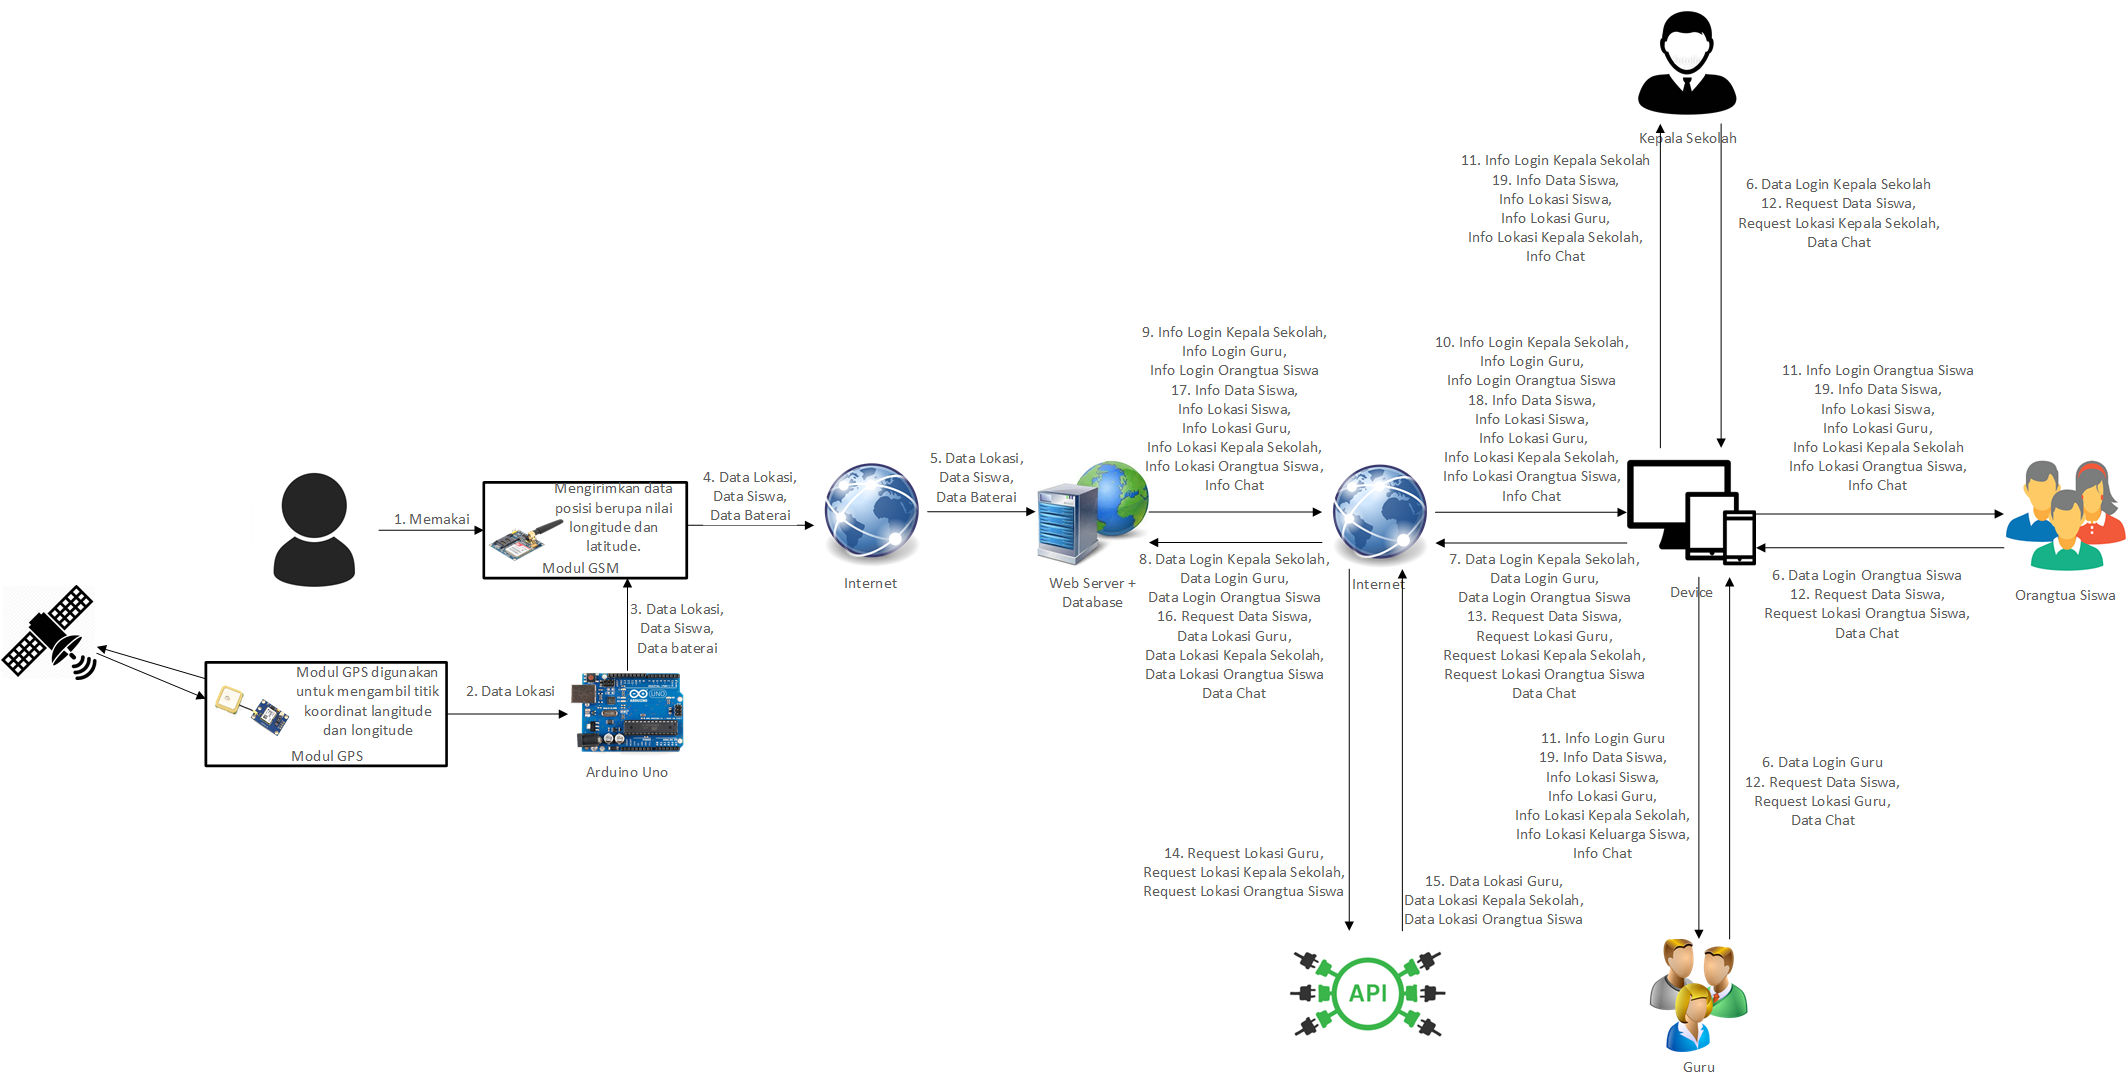 Kepala Sekolah
11. Info Login Kepala Sekolah
19. Info Data Siswa,
Info Lokasi Siswa,
Info Lokasi Guru,
Info Lokasi Kepala Sekolah,
Info Chat
6. Data Login Kepala Sekolah
12. Request Data Siswa,
Request Lokasi Kepala Sekolah,
Data Chat
9. Info Login Kepala Sekolah,
Info Login Guru,
Info Login Orangtua Siswa
17. Info Data Siswa,
Info Lokasi Siswa,
Info Lokasi Guru,
Info Lokasi Kepala Sekolah,
Info Lokasi Orangtua Siswa,
Info Chat
10. Info Login Kepala Sekolah,
Info Login Guru,
Info Login Orangtua Siswa
18. Info Data Siswa,
Info Lokasi Siswa,
Info Lokasi Guru,
Info Lokasi Kepala Sekolah,
Info Lokasi Orangtua Siswa,
Info Chat
11. Info Login Orangtua Siswa
19. Info Data Siswa,
Info Lokasi Siswa,
Info Lokasi Guru,
Info Lokasi Kepala Sekolah
Info Lokasi Orangtua Siswa,
Info Chat
1. Memakai
Mengirimkan data
posisi berupa nilai
longitude dan
latitude.
Modul GSM
4. Data Lokasi,
Data Siswa,
Data Baterai
Internet
5. Data Lokasi,
Data Siswa,
Data Baterai
Web Server +
Database
Internet
Device
Orangtua Siswa
8. Data Login Kepala Sekolah,
Data Login Guru,
Data Login Orangtua Siswa
16. Request Data Siswa,
Data Lokasi Guru,
Data Lokasi Kepala Sekolah,
Data Lokasi Orangtua Siswa
Data Chat
7. Data Login Kepala Sekolah,
Data Login Guru,
Data Login Orangtua Siswa
13. Request Data Siswa,
Request Lokasi Guru,
Request Lokasi Kepala Sekolah,
Request Lokasi Orangtua Siswa
Data Chat
6. Data Login Orangtua Siswa
12. Request Data Siswa,
Request Lokasi Orangtua Siswa,
Data Chat
3. Data Lokasi,
Data Siswa,
Data baterai
Modul GPS digunakan
untuk mengambil titik
koordinat langitude
dan longitude
Modul GPS
2. Data Lokasi
UNO
Arduino Uno
11. Info Login Guru
19. Info Data Siswa,
Info Lokasi Siswa,
Info Lokasi Guru,
Info Lokasi Kepala Sekolah,
Info Lokasi Keluarga Siswa,
Info Chat
6. Data Login Guru
12. Request Data Siswa,
Request Lokasi Guru,
Data Chat
14. Request Lokasi Guru,
Request Lokasi Kepala Sekolah,
Request Lokasi Orangtua Siswa
15. Data Lokasi Guru,
Data Lokasi Kepala Sekolah,
Data Lokasi Orangtua Siswa
API
Guru